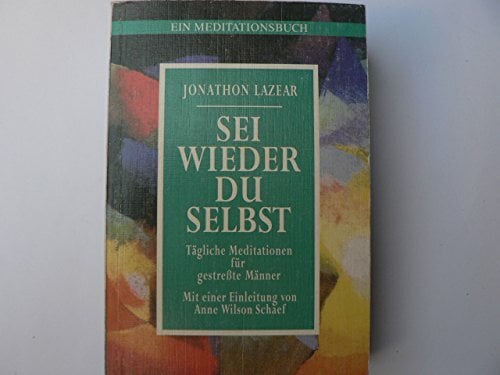 EIN MEDITATIONSBUCH
JONATHON LAZEAR
SEI
WIEDER
DU
SELBST
Tägliche Meditationen
für
gestreßte Männer
Mit einer Einleitung von
Anne Wilson Schaef